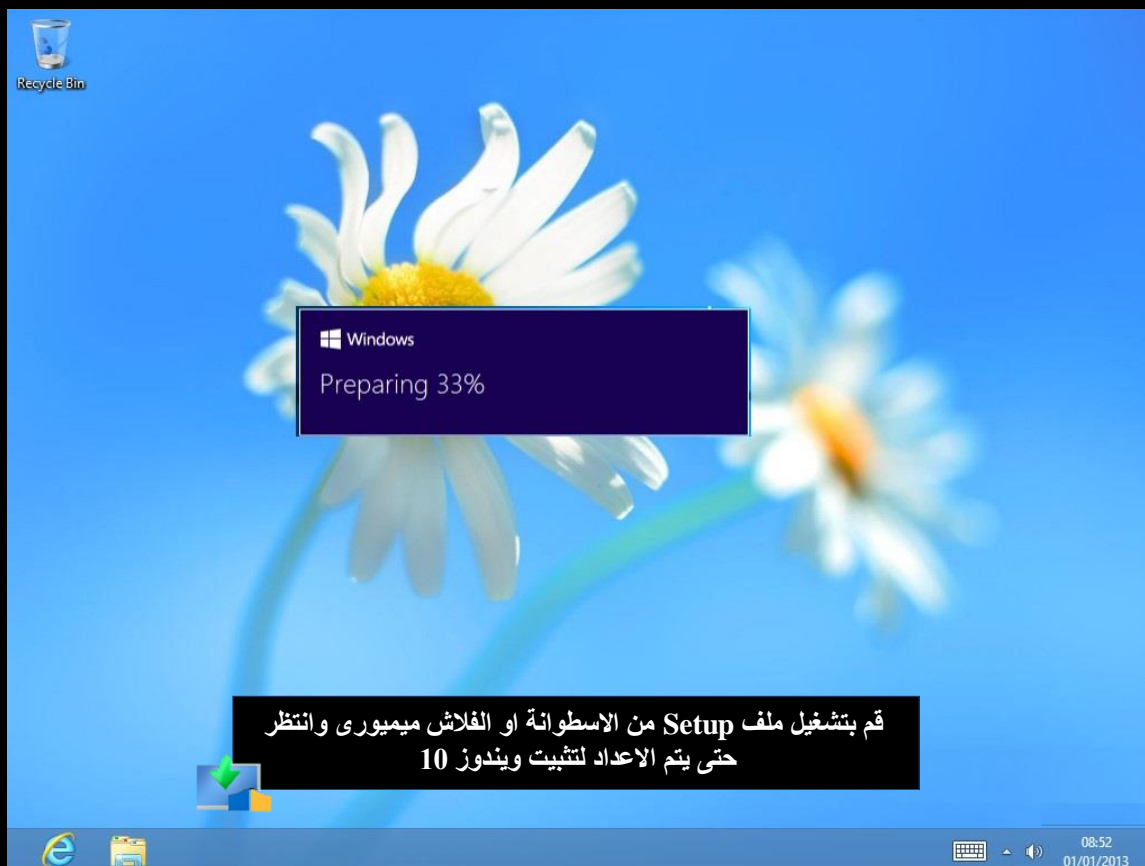 Recycle Bin
Windows
Preparing 33%
قم بتشغيل ملف Setup من الاسطوانة او الفلاش ميميورى وانتظر
حتى يتم الاعداد لتثبيت ويندوز 10
08:52
01/01/2013